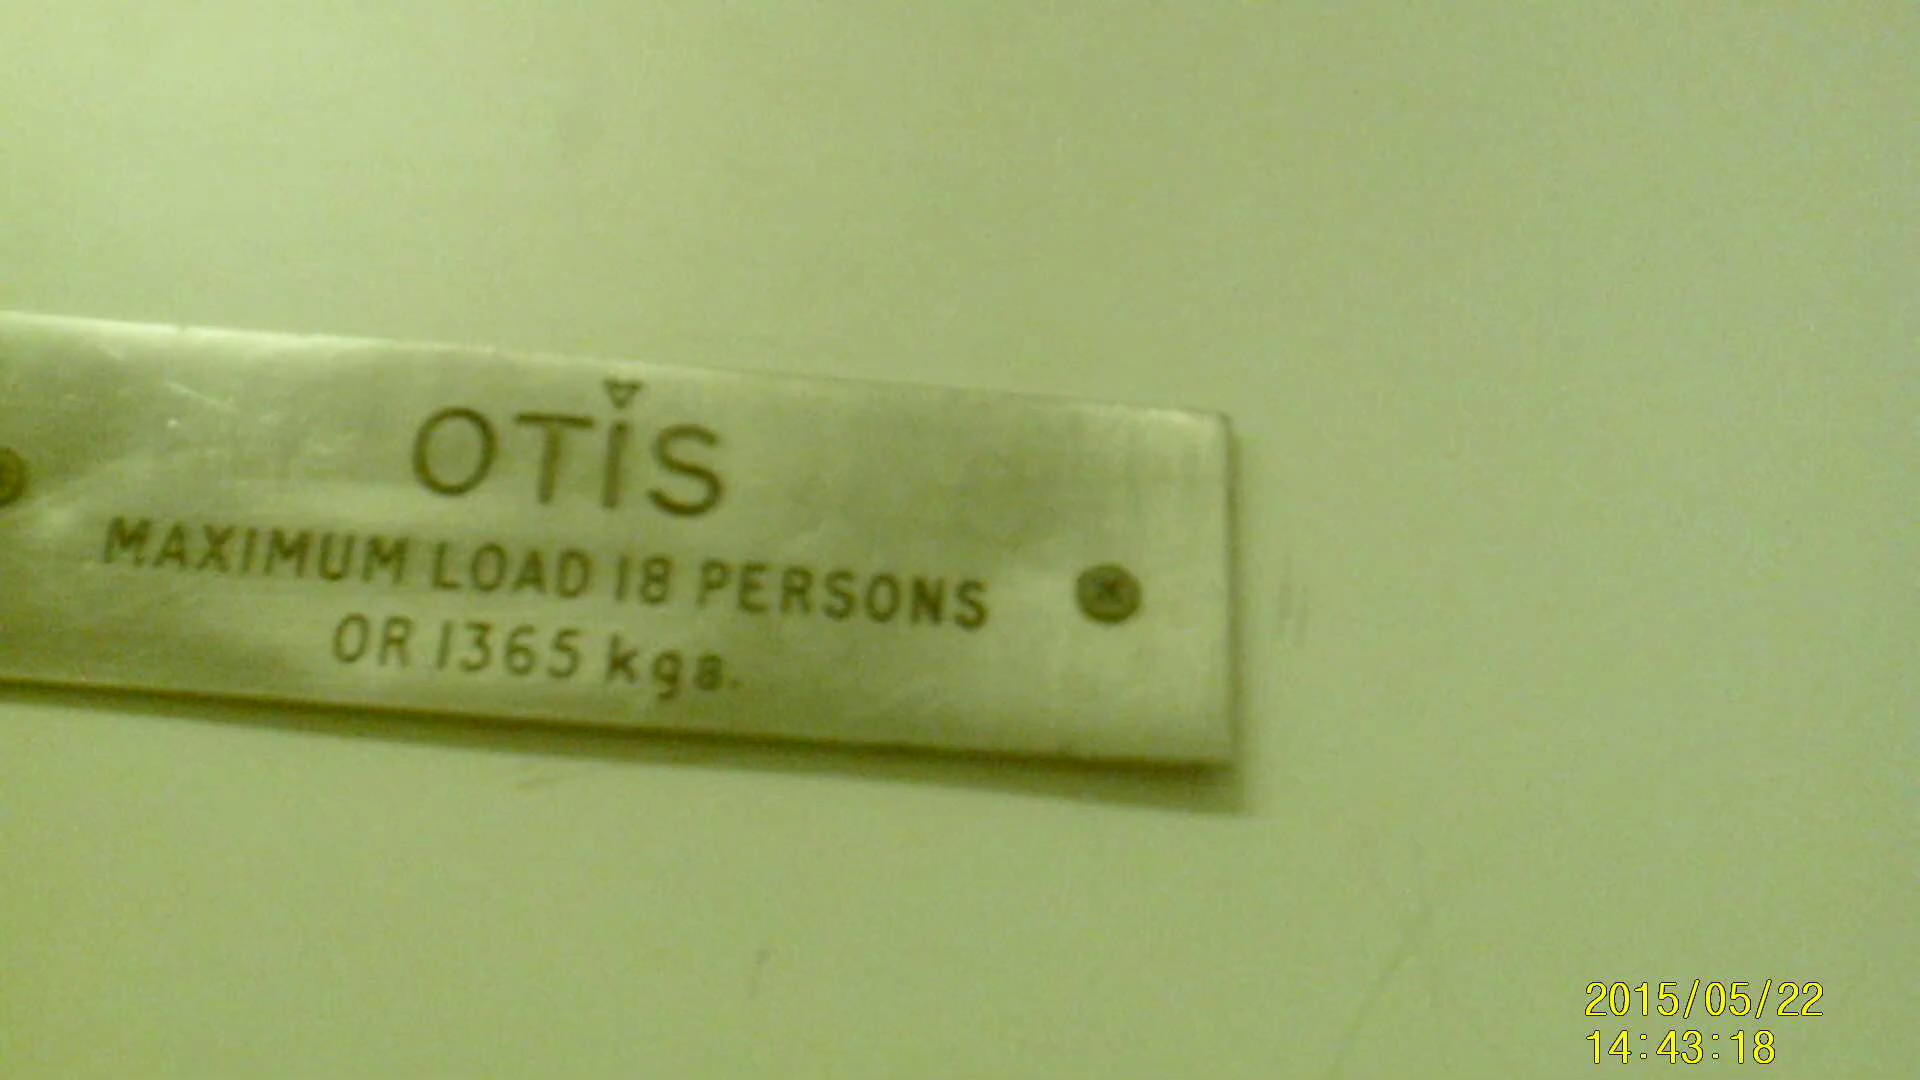 OTIS
MAXIMUM LOAD 18 PERSONS
OR 1365 kgs.
2015/05/22
14:43:18